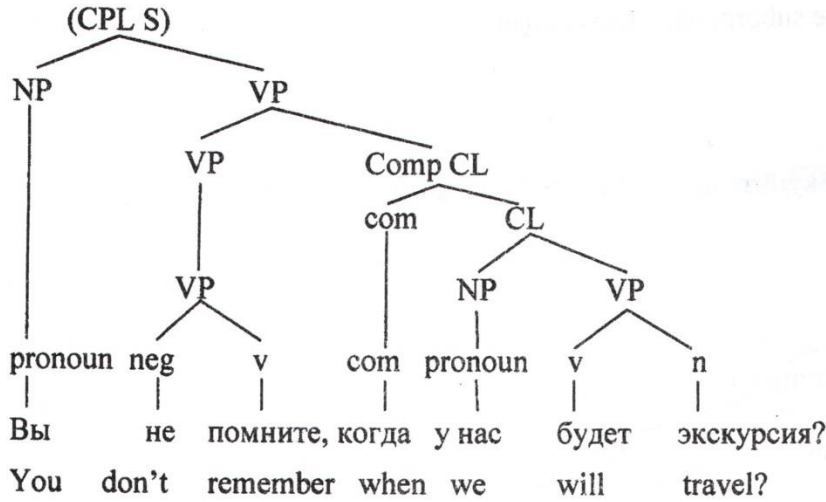 (CPL S)
NP VP
VP Comp CL
com CL
VP NP VP
pronoun neg v com pronoun v n
Вы не помните, когда у нас будет экскурсия?
You don't remember when we will travel?